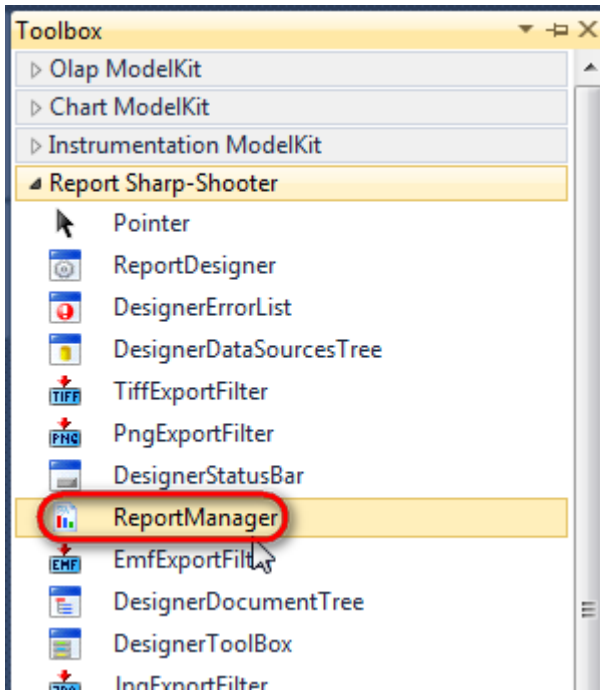 Toolbox
Olap ModelKit
Chart ModelKit
Instrumentation ModelKit
Report Sharp-Shooter
Pointer
ReportDesigner
DesignerErrorList
DesignerDataSourcesTree
TIFF TiffExportFilter
PNG PngExportFilter
DesignerStatusBar
ReportManager
EMF EmfExportFilt
DesignerDocumentTree
DesignerToolBox
JpgExportFilter